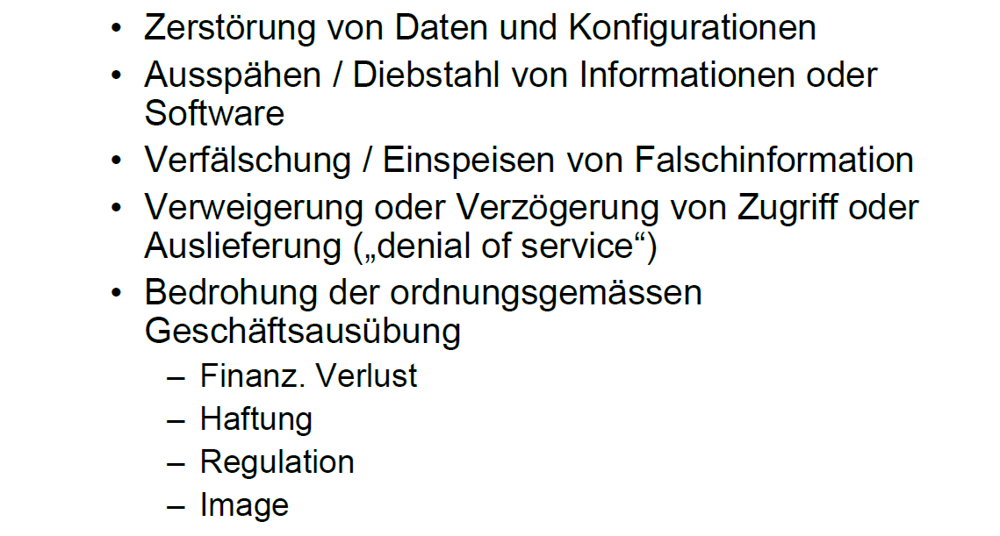 • Zerstörung von Daten und Konfigurationen
• Ausspähen / Diebstahl von Informationen oder
Software
• Verfälschung / Einspeisen von Falschinformation
• Verweigerung oder Verzögerung von Zugriff oder
Auslieferung („denial of service“)
• Bedrohung der ordnungsgemässen
Geschäftsausübung
– Finanz. Verlust
– Haftung
– Regulation
– Image